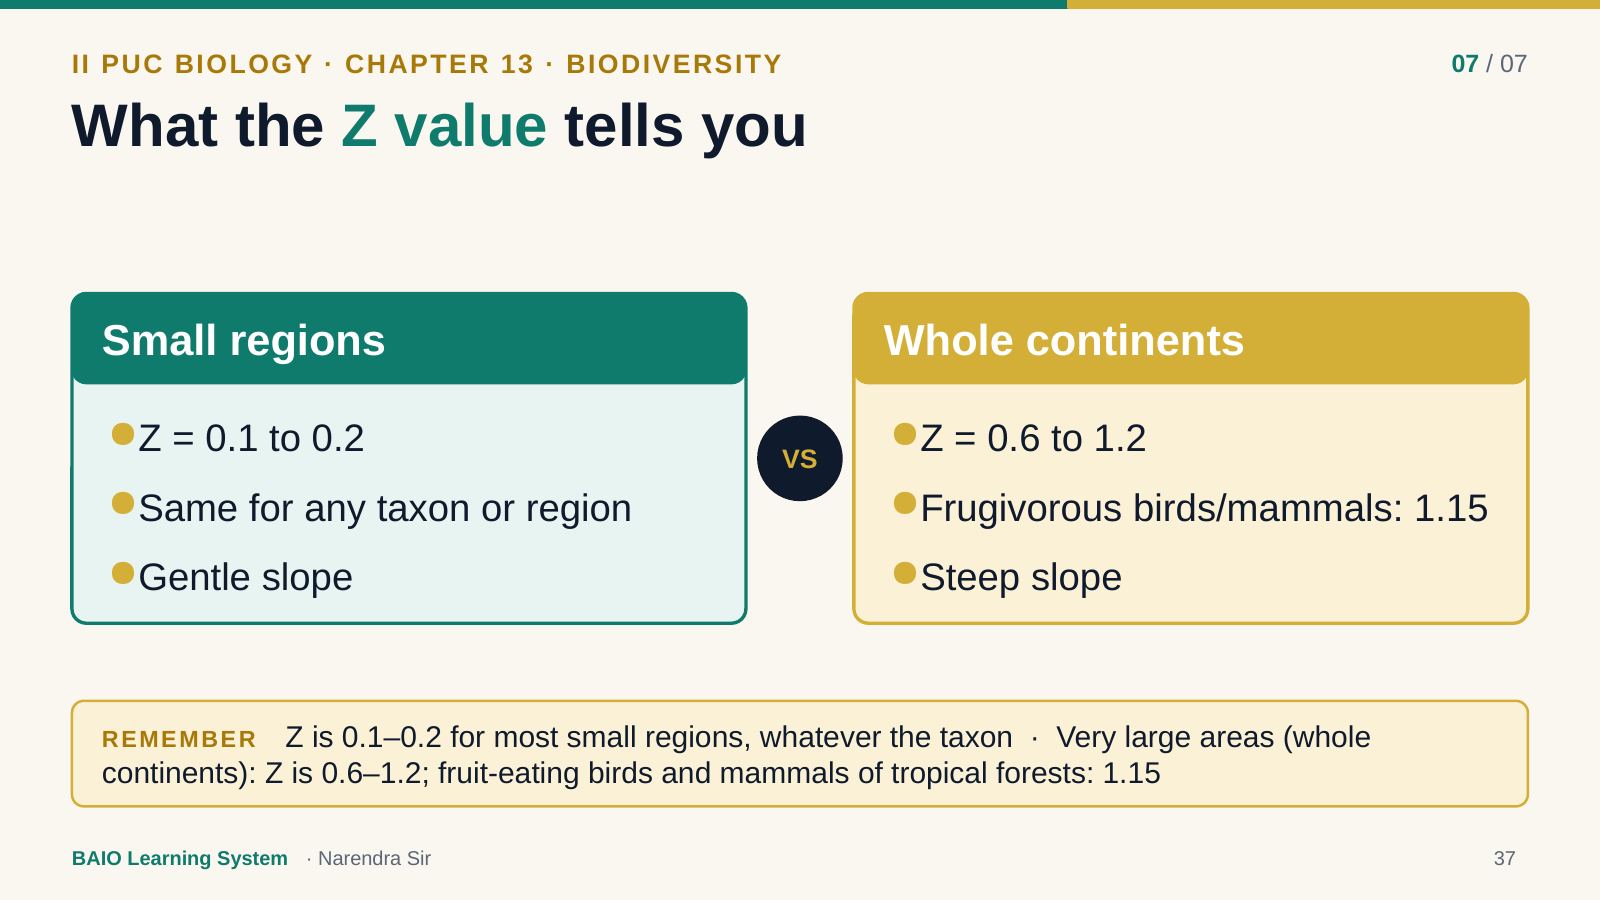 II PUC BIOLOGY · CHAPTER 13 · BIODIVERSITY
07 / 07
What the Z value tells you
Small regions
Z = 0.1 to 0.2
Same for any taxon or region
Gentle slope
VS
Whole continents
Z = 0.6 to 1.2
Frugivorous birds/mammals: 1.15
Steep slope
REMEMBER Z is 0.1–0.2 for most small regions, whatever the taxon · Very large areas (whole
continents): Z is 0.6–1.2; fruit-eating birds and mammals of tropical forests: 1.15
BAIO Learning System · Narendra Sir
37